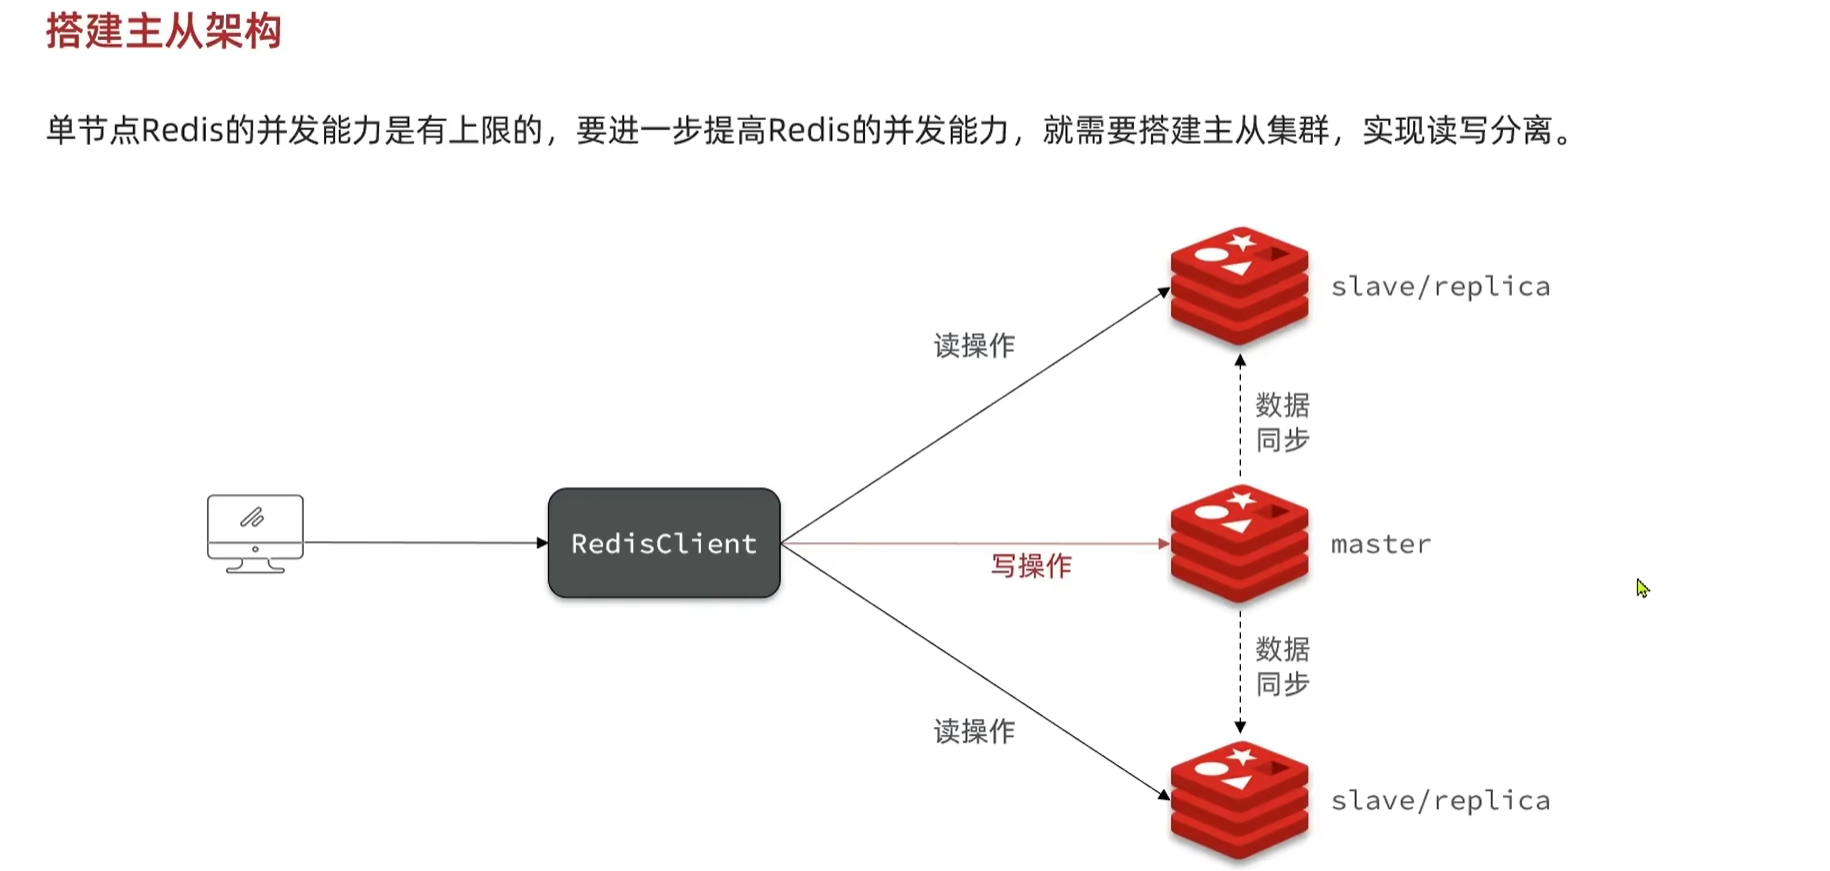 搭建主从架构
单节点Redis的并发能力是有上限的，要进一步提高Redis的并发能力，就需要搭建主从集群，实现读写分离。
slave/replica
读操作
数据
同步
RedisClient
写操作
master
数据
同步
读操作
slave/replica